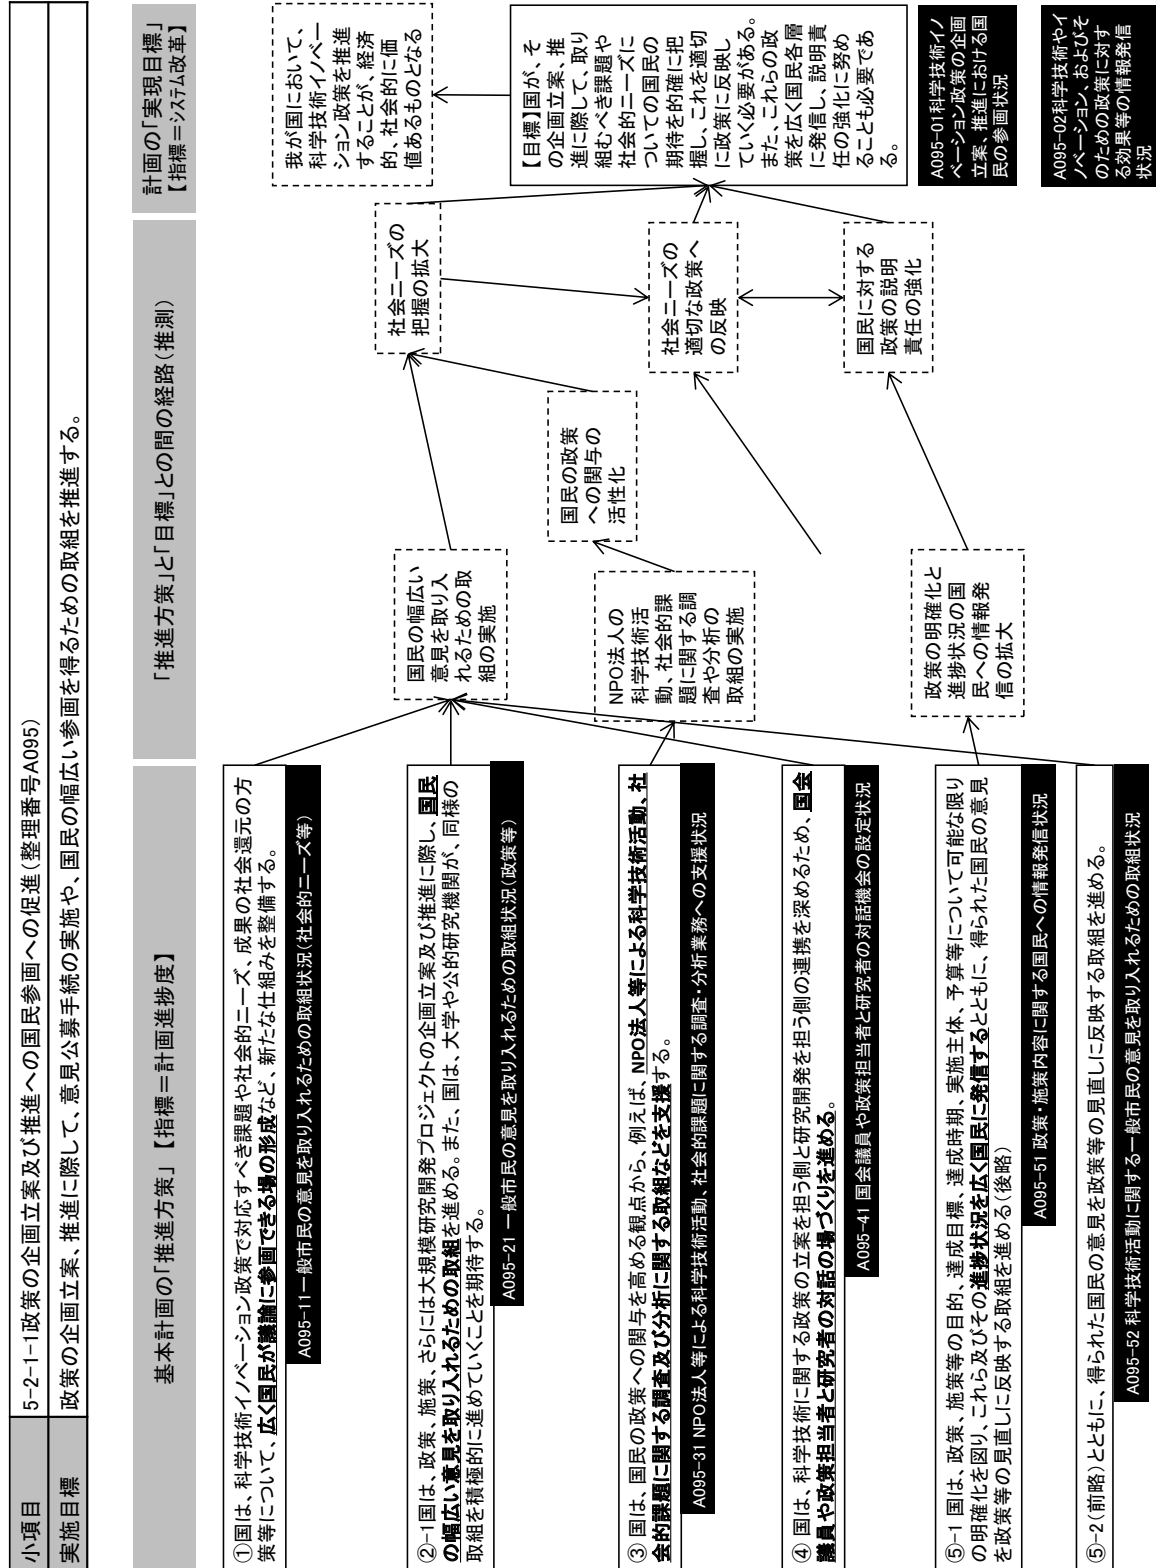 小項目
5-2-1-1政策の企画立案及び推進への国民参画への促進(整理番号A095)
実施目標
政策の企画立案、推進に際して、意見公募手続の実施や、国民の幅広い参画を得るための取組を推進する。
基本計画の「推進方策」【指標=計画進捗度】
「推進方策」と「目標」との間の経路(推測)
計画の「実現目標」
【指標=システム改革】
①国は、科学技術イノベーション政策で対応すべき課題や社会的ニーズ、成果の社会還元の方
策等について、広く国民が議論に参画できる場の形成など、新たな仕組みを整備する。
A095-11一般市民の意見を取り入れるための取組状況(社会的ニーズ等)
②-1国は、政策、施策、さらには大規模研究開発プロジェクトの企画立案及び推進に際し、国民
の幅広い意見を取り入れるための取組を進める。また、国は、大学や公的研究機関が、同様の
取組を積極的に進めていくことを期待する。
A095-21 一般市民の意見を取り入れるための取組状況(政策等)
③ 国は、国民の政策への関与を高める観点から、例えば、NPO法人等による科学技術活動、社
会的課題に関する調査及び分析に関する取組などを支援する。
A095-31 NPO法人等による科学技術活動、社会的課題に関する調査・分析業務への支援状況
④ 国は、科学技術に関する政策の立案を担う側と研究開発を担う側の連携を深めるため、国会
議員や政策担当者と研究者の対話の場づくりを進める。
A095-41 国会議員や政策担当者と研究者の対話機会の設定状況
⑤-1 国は、政策、施策等の目的、達成目標、達成時期、実施主体、予算等について可能な限り
の明確化を図り、これら及びその進捗状況を広く国民に発信するとともに、得られた国民の意見
を政策等の見直しに反映する取組を進める(後略)
A095-51 政策・施策内容に関する国民への情報発信状況
⑤-2(前略)とともに、得られた国民の意見を政策等の見直しに反映する取組を進める。
A095-52 科学技術活動に関する一般市民の意見を取り入れるための取組状況
国民の幅広い
意見を取り入
れるための取
組の実施
NPO法人の
科学技術活
動、社会的課
題に関する調
査や分析の
取組の実施
政策の明確化と
進捗状況の国
民への情報発
信の拡大
国民の政策
への関与の
活性化
社会ニーズの
把握の拡大
社会ニーズの
適切な政策へ
の反映
国民に対する
政策の説明
責任の強化
我が国において、
科学技術イノベー
ション政策を推進
することが、経済
的、社会的に価
値あるものとなる
【目標】国が、そ
の企画立案、推
進に際して、取り
組むべき課題や
社会的ニーズに
ついての国民の
期待を的確に把
握し、これを適切
に政策に反映し
ていく必要がある。
また、これらの政
策を広く国民各層
に発信し、説明責
任の強化に努め
ることも必要であ
る。
A095-01科学技術イノ
ベーション政策の企画
立案、推進における国
民の参画状況
A095-02科学技術やイ
ノベーション、およびそ
のための政策に対す
る効果等の情報発信
状況